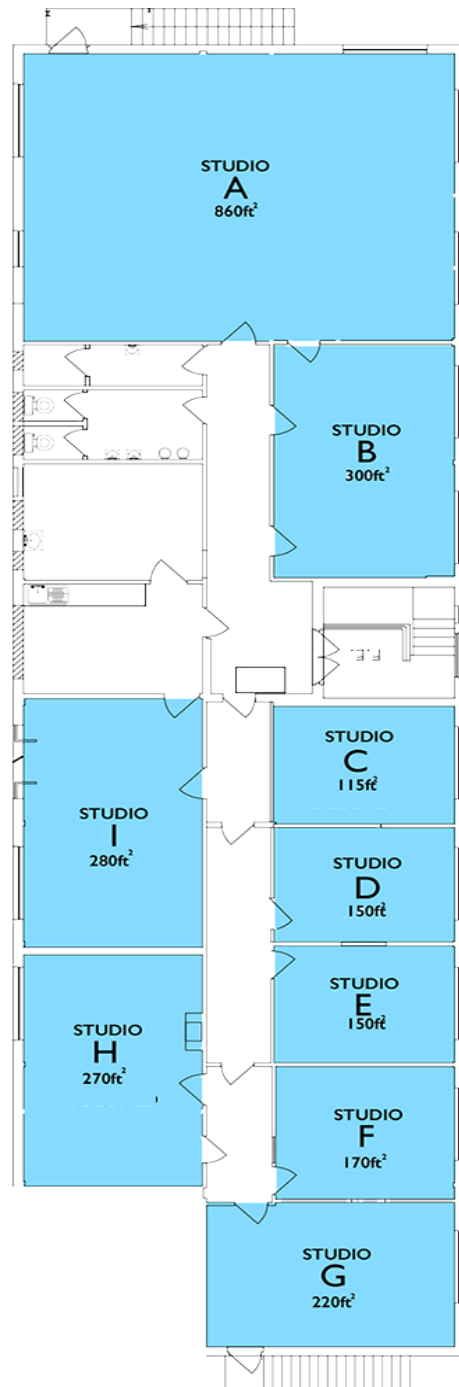 STUDIO
A
860ft²
STUDIO
B
300ft²
STUDIO
C
115ft²
STUDIO
D
150ft²
STUDIO
E
150ft²
STUDIO
F
170ft²
STUDIO
G
220ft²
STUDIO
H
270ft²
STUDIO
I
280ft²